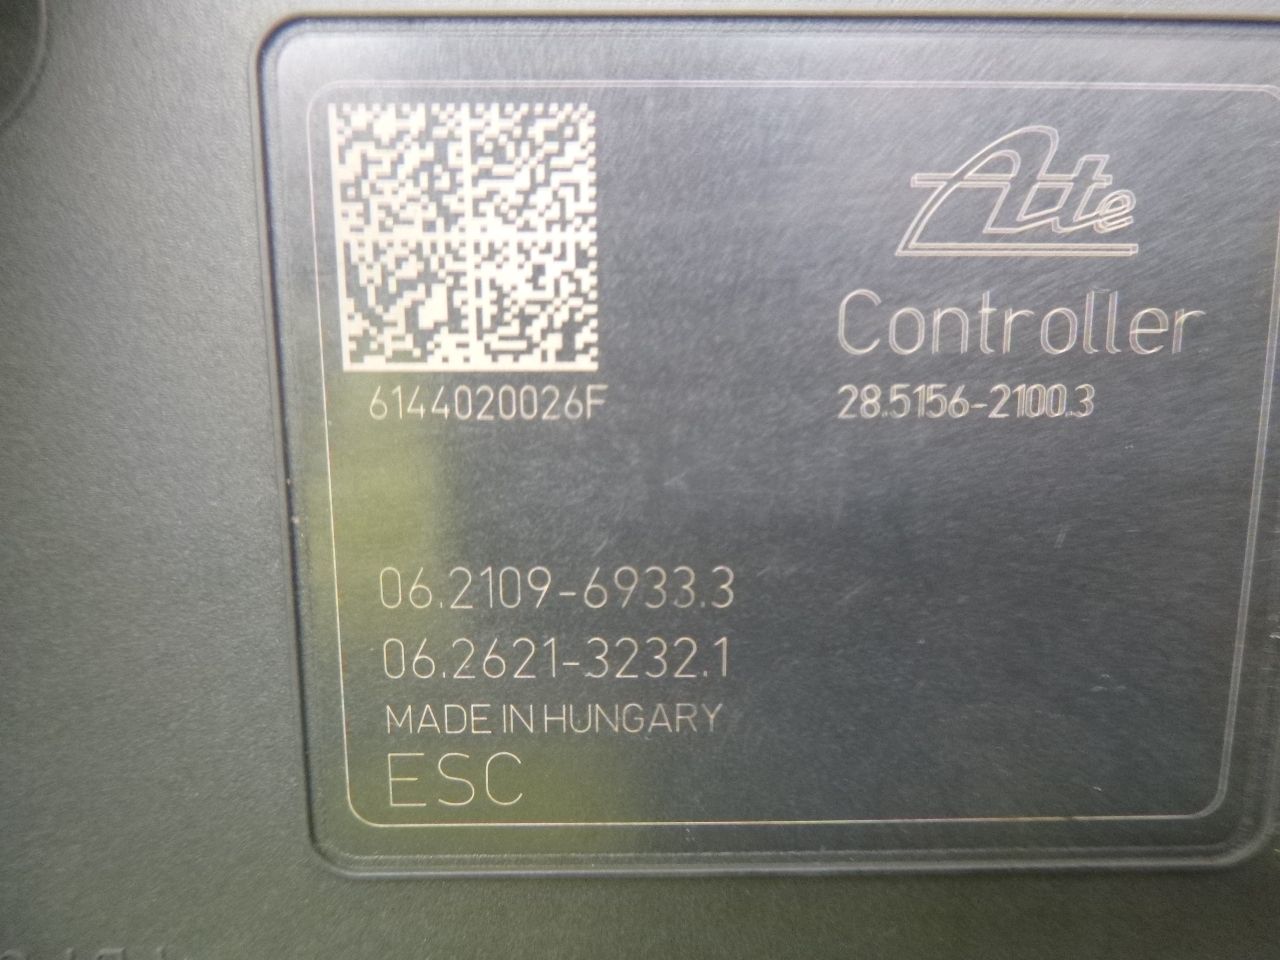 Ate
Controller
6144020026F
28.5156-2100.3
06.2109-6933.3
06.2621-3232.1
MADE IN HUNGARY
ESC